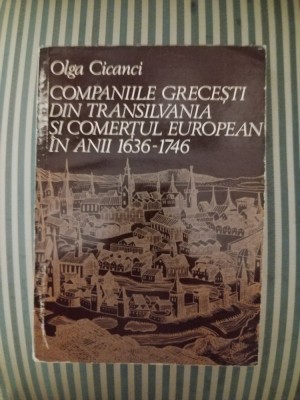 Olga Cicanci
COMPANIILE GRECEȘTI
DIN TRANSILVANIA
ȘI COMERȚUL EUROPEAN
ÎN ANII 1636-1746